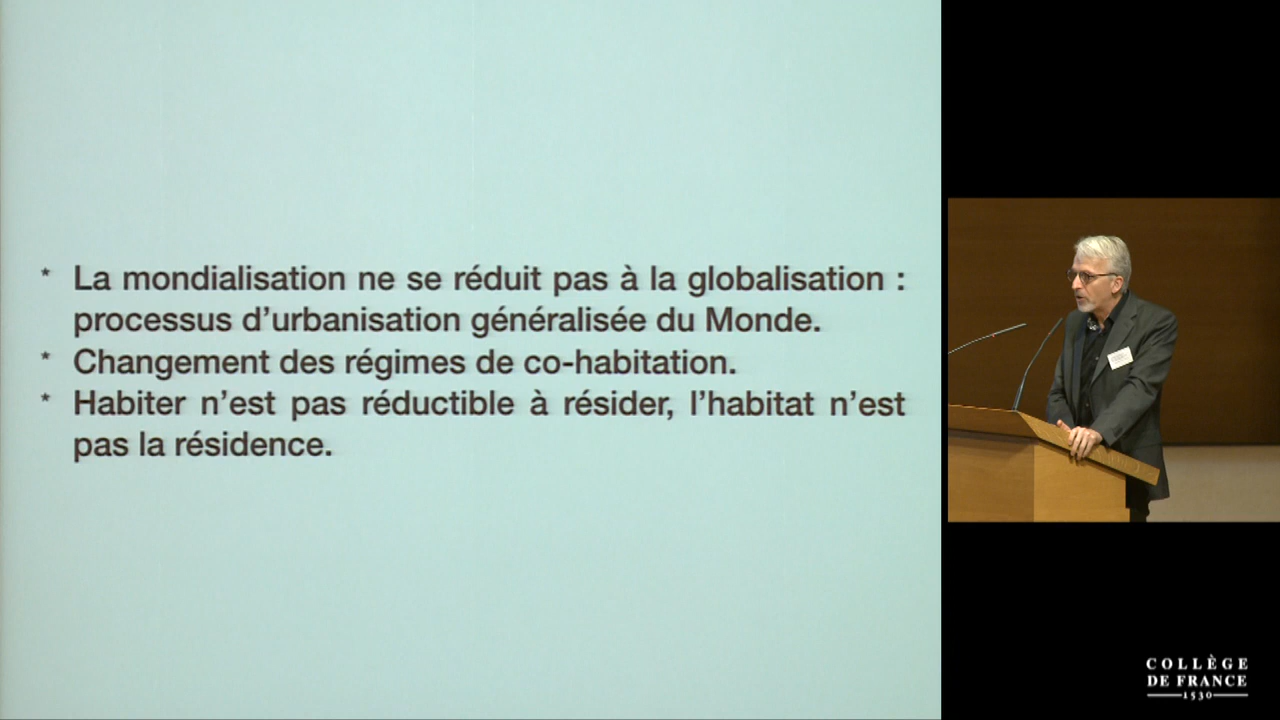 * La mondialisation ne se réduit pas à la globalisation :
processus d’urbanisation généralisée du Monde.
* Changement des régimes de co-habitation.
* Habiter n’est pas réductible à résider, l’habitat n’est
pas la résidence.
COLLÈGE
DE FRANCE
1530